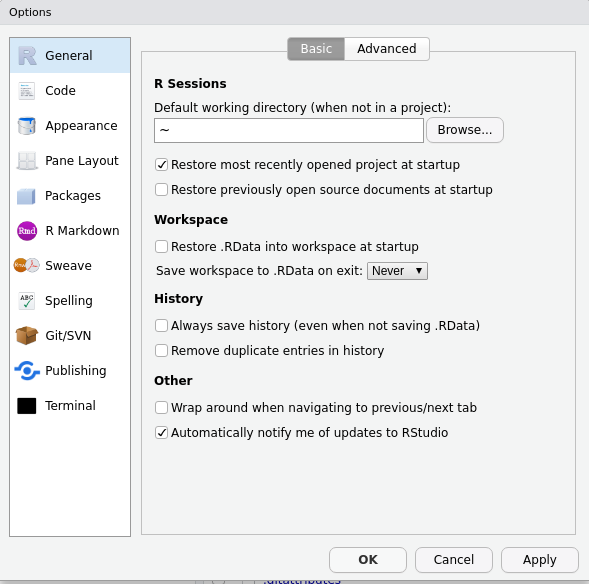 Options
General
Code
Appearance
Pane Layout
Packages
Rmd R Markdown
Sweave
ABC Spelling
Git/SVN
Publishing
Terminal
Basic Advanced
R Sessions
Default working directory (when not in a project):
~ Browse...
Restore most recently opened project at startup
Restore previously open source documents at startup
Workspace
Restore .RData into workspace at startup
Save workspace to .RData on exit: Never
History
Always save history (even when not saving .RData)
Remove duplicate entries in history
Other
Wrap around when navigating to previous/next tab
Automatically notify me of updates to RStudio
OK Cancel Apply
.gitattributes